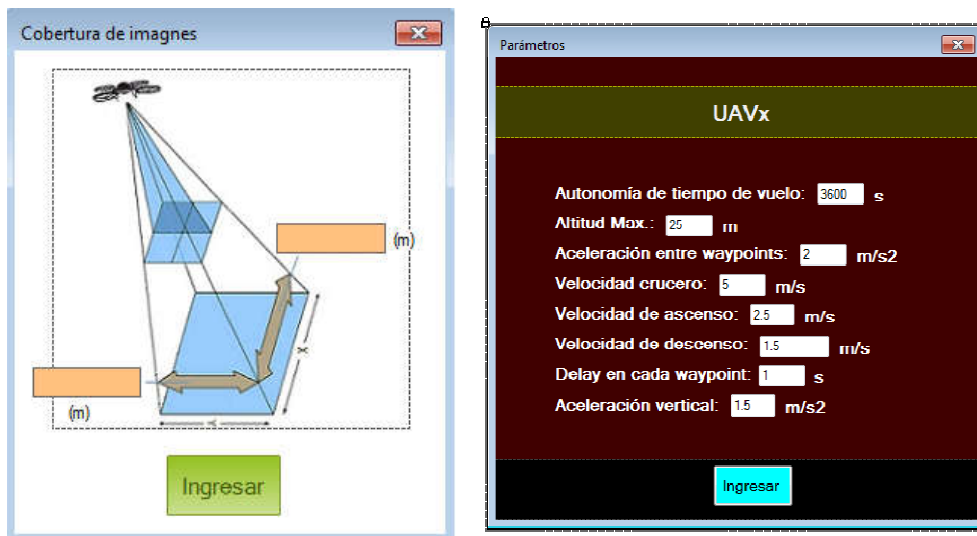 Cobertura de imagnes
(m)
X
(m)
Y
Ingresar
Parámetros
UAVx
Autonomía de tiempo de vuelo: 3600 s
Altitud Max.: 25 m
Aceleración entre waypoints: 2 m/s2
Velocidad crucero: 5 m/s
Velocidad de ascenso: 2.5 m/s
Velocidad de descenso: 1.5 m/s
Delay en cada waypoint: 1 s
Aceleración vertical: 1.5 m/s2
Ingresar